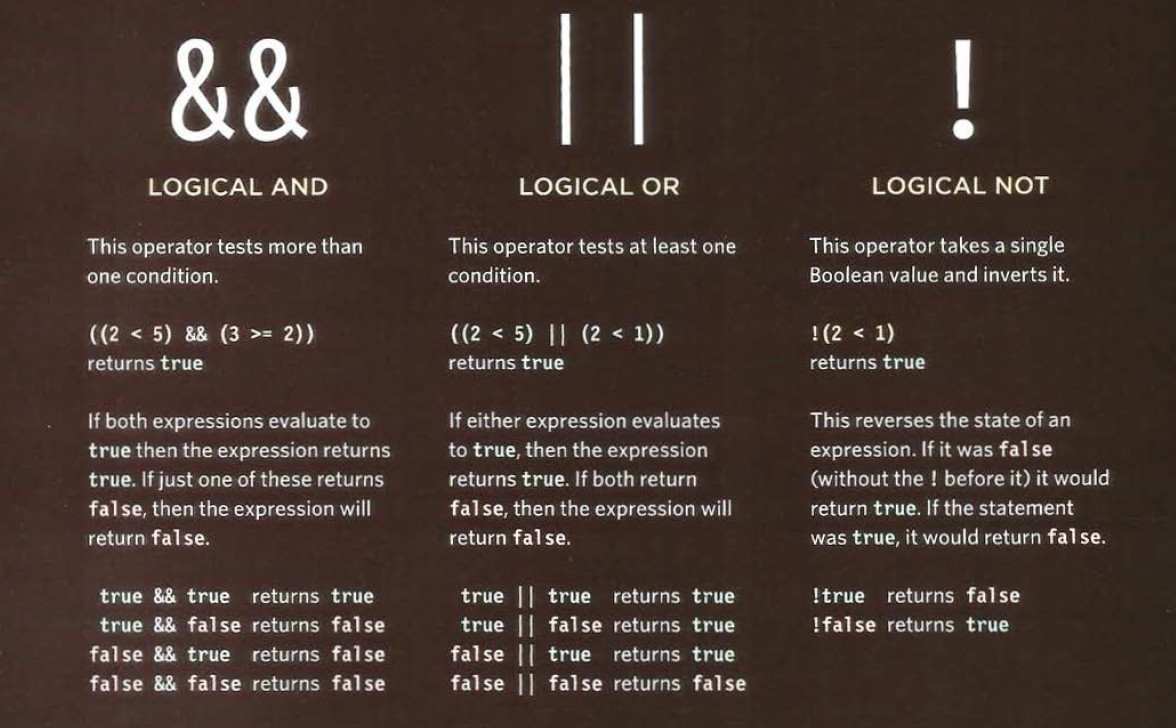 &&
LOGICAL AND
This operator tests more than
one condition.
((2 < 5) && (3 >= 2))
returns true
If both expressions evaluate to
true then the expression returns
true. If just one of these returns
false, then the expression will
return false.
true && true returns true
true && false returns false
false && true returns false
false && false returns false
||
LOGICAL OR
This operator tests at least one
condition.
((2 < 5) || (2 < 1))
returns true
If either expression evaluates
to true, then the expression
returns true. If both return
false, then the expression will
return false.
true || true returns true
true || false returns true
false || true returns true
false || false returns false
!
LOGICAL NOT
This operator takes a single
Boolean value and inverts it.
!(2 < 1)
returns true
This reverses the state of an
expression. If it was false
(without the ! before it) it would
return true. If the statement
was true, it would return false.
!true returns false
!false returns true